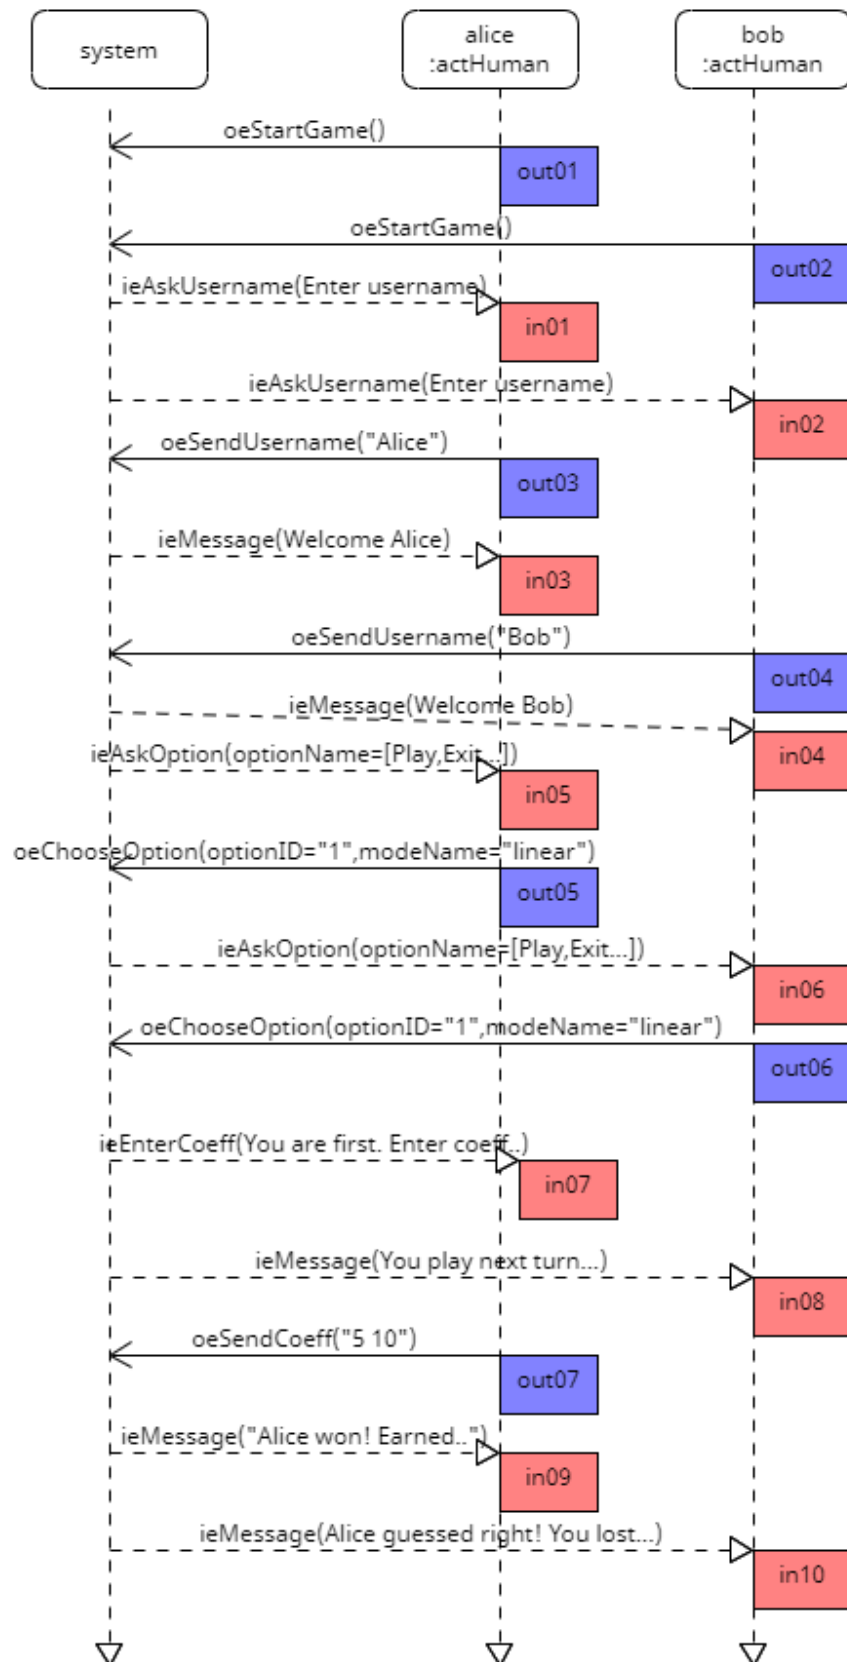 system
alice
:actHuman
bob
:actHuman
oeStartGame()
out01
oeStartGame()
out02
ieAskUsername(Enter username)
in01
ieAskUsername(Enter username)
in02
oeSendUsername("Alice")
out03
ieMessage(Welcome Alice)
in03
oeSendUsername("Bob")
out04
ieMessage(Welcome Bob)
in04
ieAskOption(optionName=[Play,Exit...])
in05
oeChooseOption(optionID="1",modeName="linear")
out05
ieAskOption(optionName=[Play,Exit...])
in06
oeChooseOption(optionID="1",modeName="linear")
out06
ieEnterCoeff(You are first. Enter coeff..)
in07
ieMessage(You play next turn...)
in08
oeSendCoeff("5 10")
out07
ieMessage("Alice won! Earned..")
in09
ieMessage(Alice guessed right! You lost...)
in10